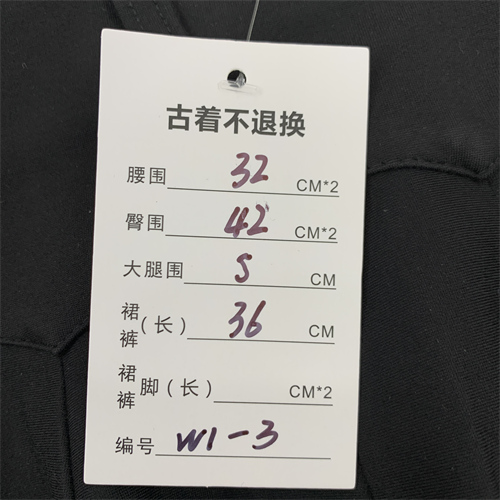 古着不退换
腰围 32 CM*2
臀围 42 CM*2
大腿围 S CM
裙裤(长) 36 CM
裙裤脚(长) CM*2
编号 W1-3